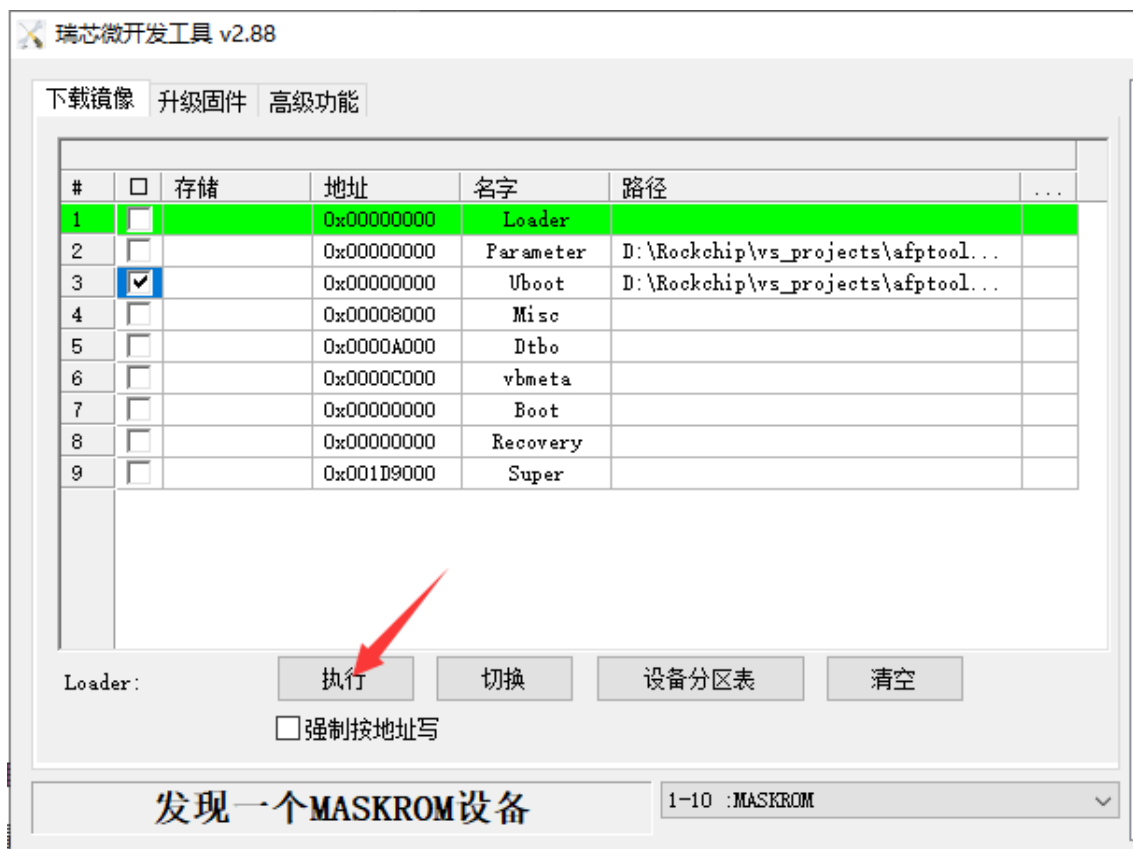 瑞芯微开发工具 v2.88
下载镜像 升级固件 高级功能
# 存储 地址 名字 路径 ...
1 0x00000000 Loader
2 0x00000000 Parameter D:\Rockchip\vs_projects\afptool...
3 0x00000000 Uboot D:\Rockchip\vs_projects\afptool...
4 0x00008000 Misc
5 0x0000A000 Dtbo
6 0x0000C000 vbmeta
7 0x00000000 Boot
8 0x00000000 Recovery
9 0x001D9000 Super
Loader: 执行 切换 设备分区表 清空
强制按地址写
发现一个MASKROM设备 1-10 :MASKROM